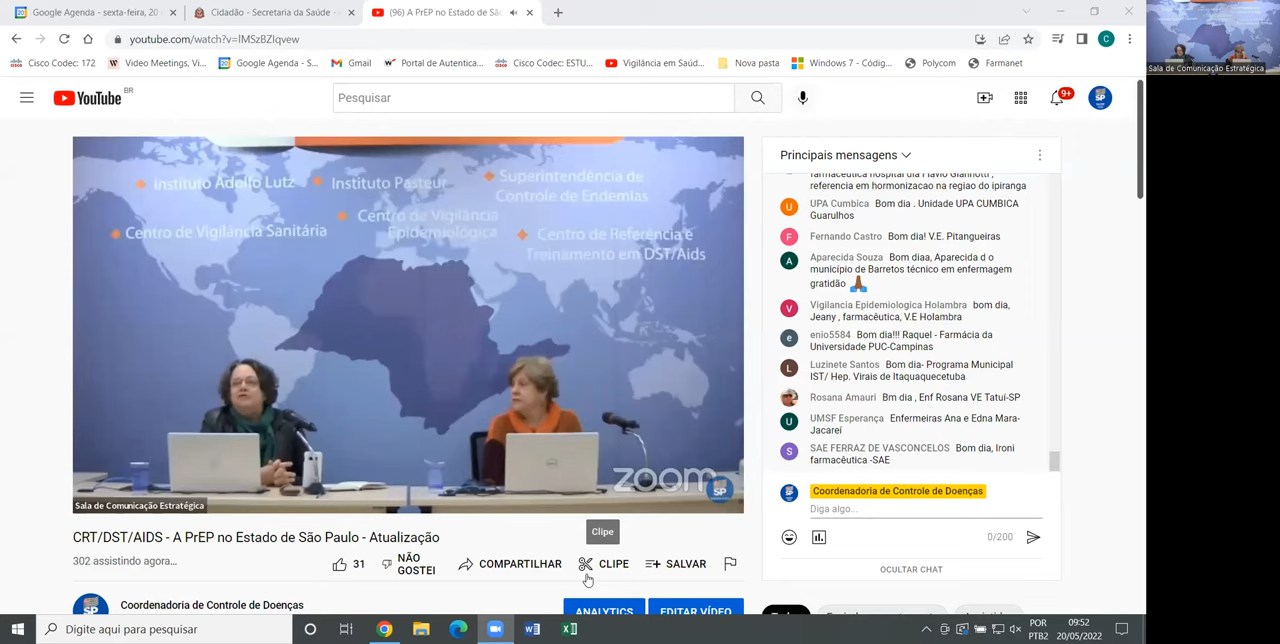 Google Agenda - sexta-feira, 20
Cidadão - Secretaria da Saúde -
(96) A PrEP no Estado de Sã
youtube.com/watch?v=lMSzBZIqvew
C
Cisco Codec: 172
Video Meetings, Vi...
Google Agenda - S...
Gmail
Portal de Autentica...
Cisco Codec: ESTU...
Vigilância em Saúd...
Nova pasta
Windows 7 - Códig...
Polycom
Farmanet
Sala de Comunicação Estratégica
YouTube BR
Pesquisar
9+
SP
Instituto Adolfo Lutz
Instituto Pasteur
Superintendência de
Controle de Endemias
Centro de Vigilância Sanitária
Centro de Vigilância
Epidemiológica
Centro de Referência e
Treinamento em DST/Aids
zoom
SP
DELL
Sala de Comunicação Estratégica
Principais mensagens
farmaceutica hospital dia Flavio Giannotti ,
referencia em hormonizacao na regiao do ipiranga
U
UPA Cumbica Bom dia . Unidade UPA CUMBICA
Guarulhos
F
Fernando Castro Bom dia! V.E. Pitangueiras
A
Aparecida Souza Bom diaa, Aparecida d o
município de Barretos técnico em enfermagem
gratidão
V
Vigilancia Epidemiologica Holambra bom dia,
Jeany , farmacêutica, V.E Holambra
e
enio5584 Bom dia!!! Raquel - Farmácia da
Universidade PUC-Campinas
L
Luzinete Santos Bom dia- Programa Municipal
IST/ Hep. Virais de Itaquaquecetuba
Rosana Amauri Bm dia , Enf Rosana VE Tatuí-SP
U
UMSF Esperança Enfermeiras Ana e Edna Mara-
Jacareí
S
SAE FERRAZ DE VASCONCELOS Bom dia, Ironi
farmacêutica -SAE
SP
Coordenadoria de Controle de Doenças
Diga algo...
0/200
OCULTAR CHAT
CRT/DST/AIDS - A PrEP no Estado de São Paulo - Atualização
Clipe
302 assistindo agora...
31
NÃO
GOSTEI
COMPARTILHAR
CLIPE
SALVAR
SP
Coordenadoria de Controle de Doenças
ANALYTICS
EDITAR VÍDEO
Digite aqui para pesquisar
POR
PTB2
09:52
20/05/2022